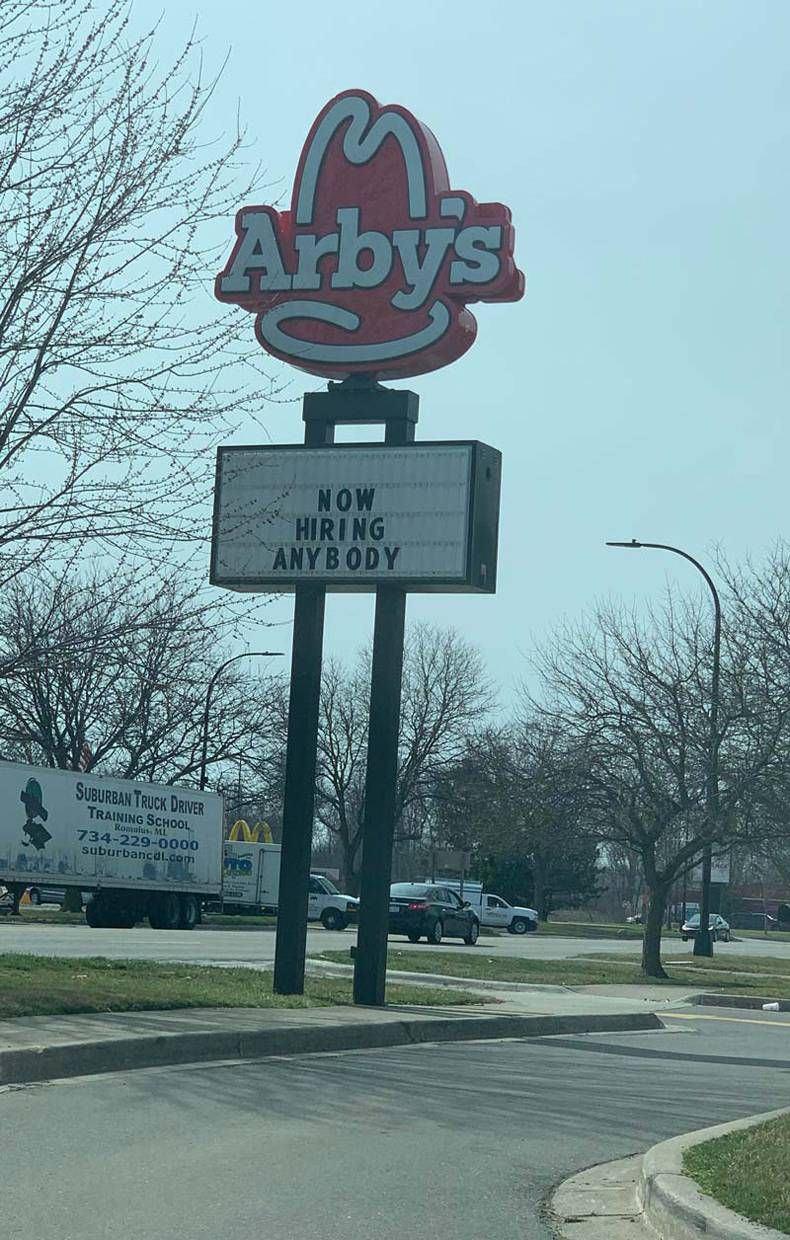 Arby's
NOW
HIRING
ANYBODY
SUBURBAN TRUCK DRIVER
TRAINING SCHOOL
Romulus, MI.
734-229-0000
suburbancdl.com